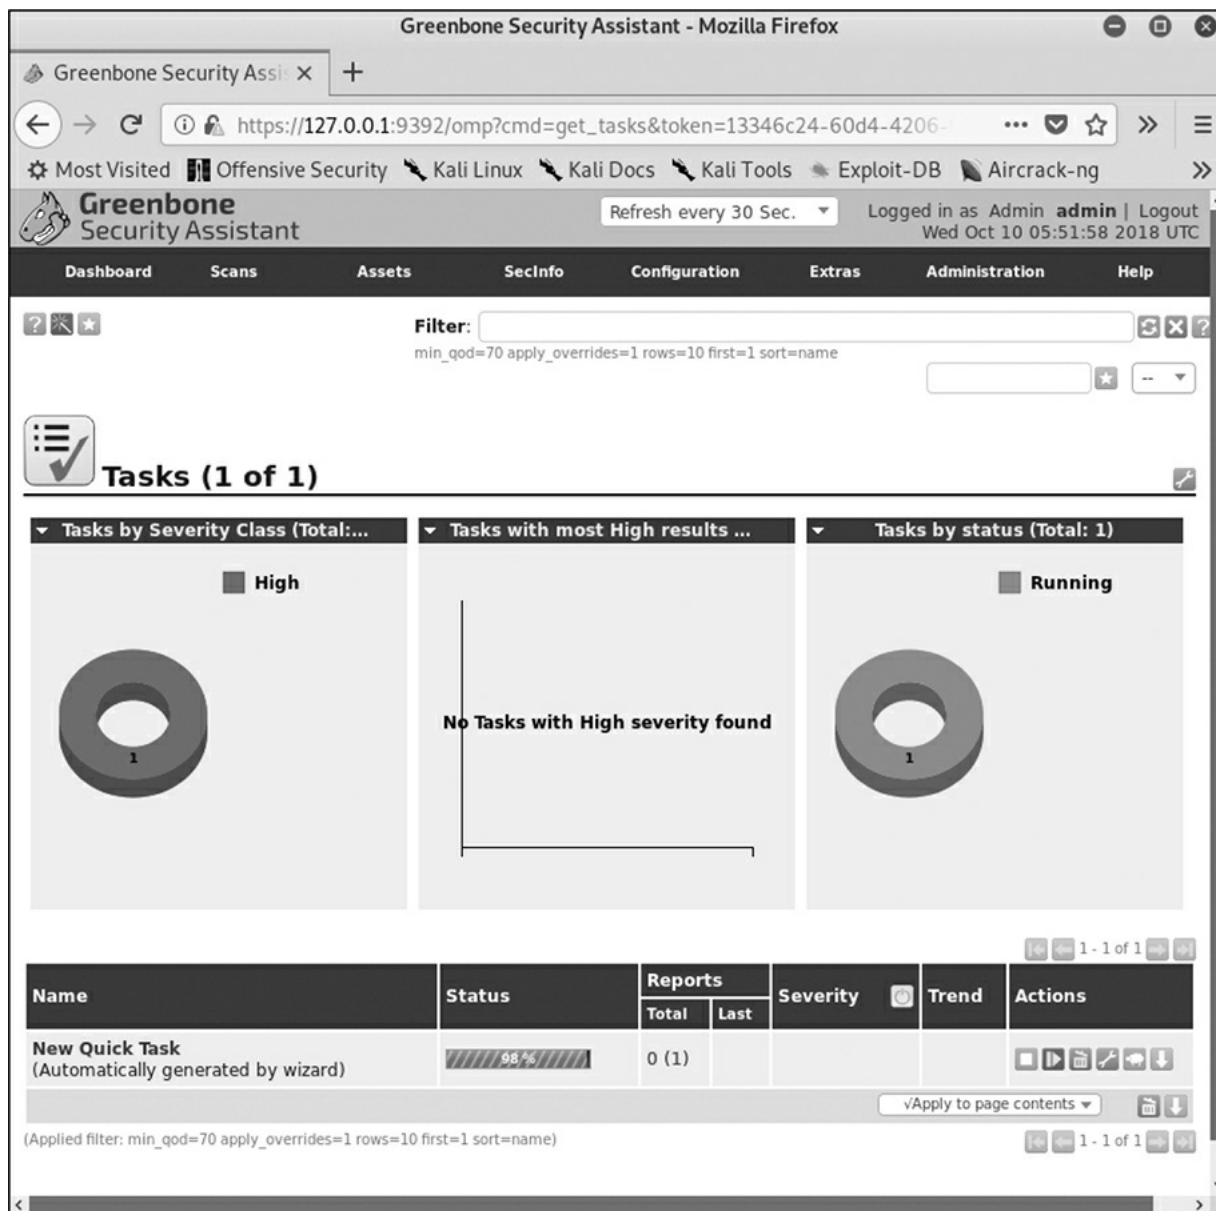 Greenbone Security Assistant - Mozilla Firefox
Greenbone Security Assis
https://127.0.0.1:9392/omp?cmd=get_tasks&token=13346c24-60d4-4206-
Most Visited Offensive Security Kali Linux Kali Docs Kali Tools Exploit-DB Aircrack-ng
Greenbone
Security Assistant
Refresh every 30 Sec.
Logged in as Admin admin | Logout
Wed Oct 10 05:51:58 2018 UTC
Dashboard Scans Assets SecInfo Configuration Extras Administration Help
Filter:
min_qod=70 apply_overrides=1 rows=10 first=1 sort=name
--
Tasks (1 of 1)
Tasks by Severity Class (Total:...
High
1
Tasks with most High results ...
No Tasks with High severity found
Tasks by status (Total: 1)
Running
1
1 - 1 of 1
Name Status Reports Severity Trend Actions
Total Last
New Quick Task
(Automatically generated by wizard)
98 %
0 (1)
√Apply to page contents
(Applied filter: min_qod=70 apply_overrides=1 rows=10 first=1 sort=name)
1 - 1 of 1